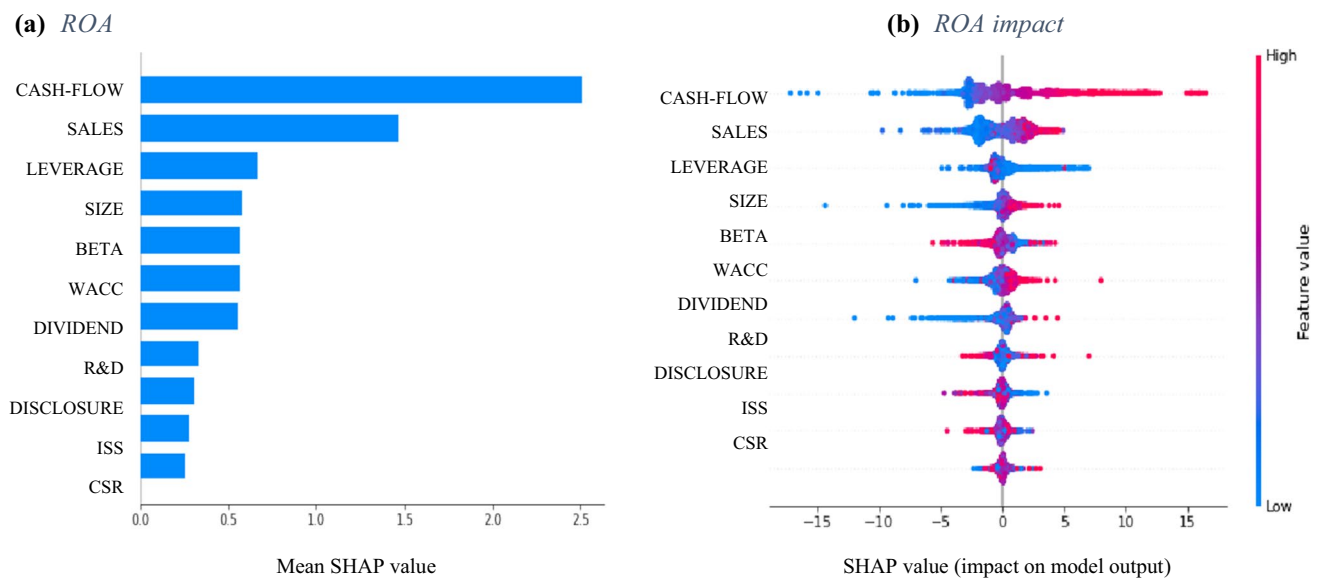 (a) ROA
CASH-FLOW
SALES
LEVERAGE
SIZE
BETA
WACC
DIVIDEND
R&D
DISCLOSURE
ISS
CSR
0.0 0.5 1.0 1.5 2.0 2.5
Mean SHAP value
(b) ROA impact
CASH-FLOW
SALES
LEVERAGE
SIZE
BETA
WACC
DIVIDEND
R&D
DISCLOSURE
ISS
CSR
−15 −10 −5 0 5 10 15
SHAP value (impact on model output)
High
Feature value
Low